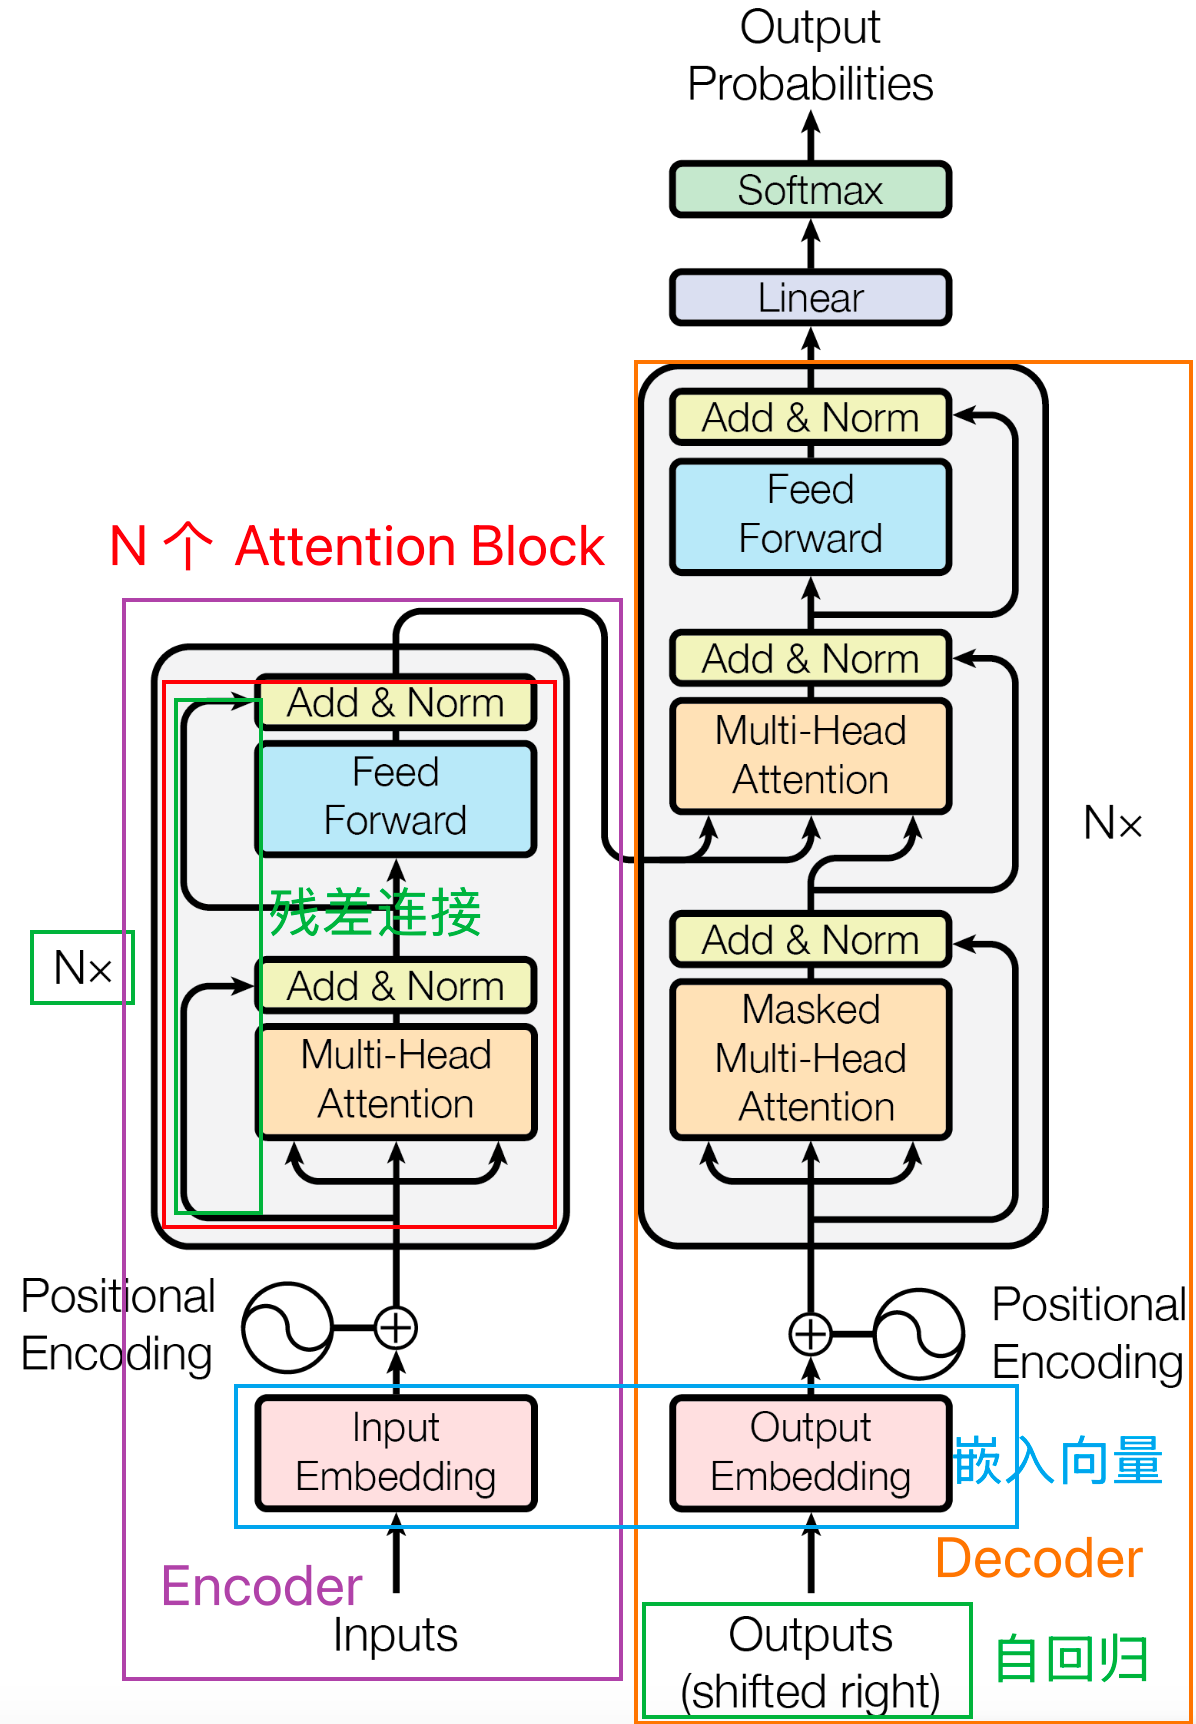 Output
Probabilities
Softmax
Linear
Add & Norm
Feed
Forward
Add & Norm
Multi-Head
Attention
N×
Add & Norm
Masked
Multi-Head
Attention
N 个 Attention Block
Add & Norm
Feed
Forward
残差连接
N×
Add & Norm
Multi-Head
Attention
Positional
Encoding
Positional
Encoding
Input
Embedding
Output
Embedding
嵌入向量
Encoder
Decoder
Inputs
Outputs
(shifted right)
自回归